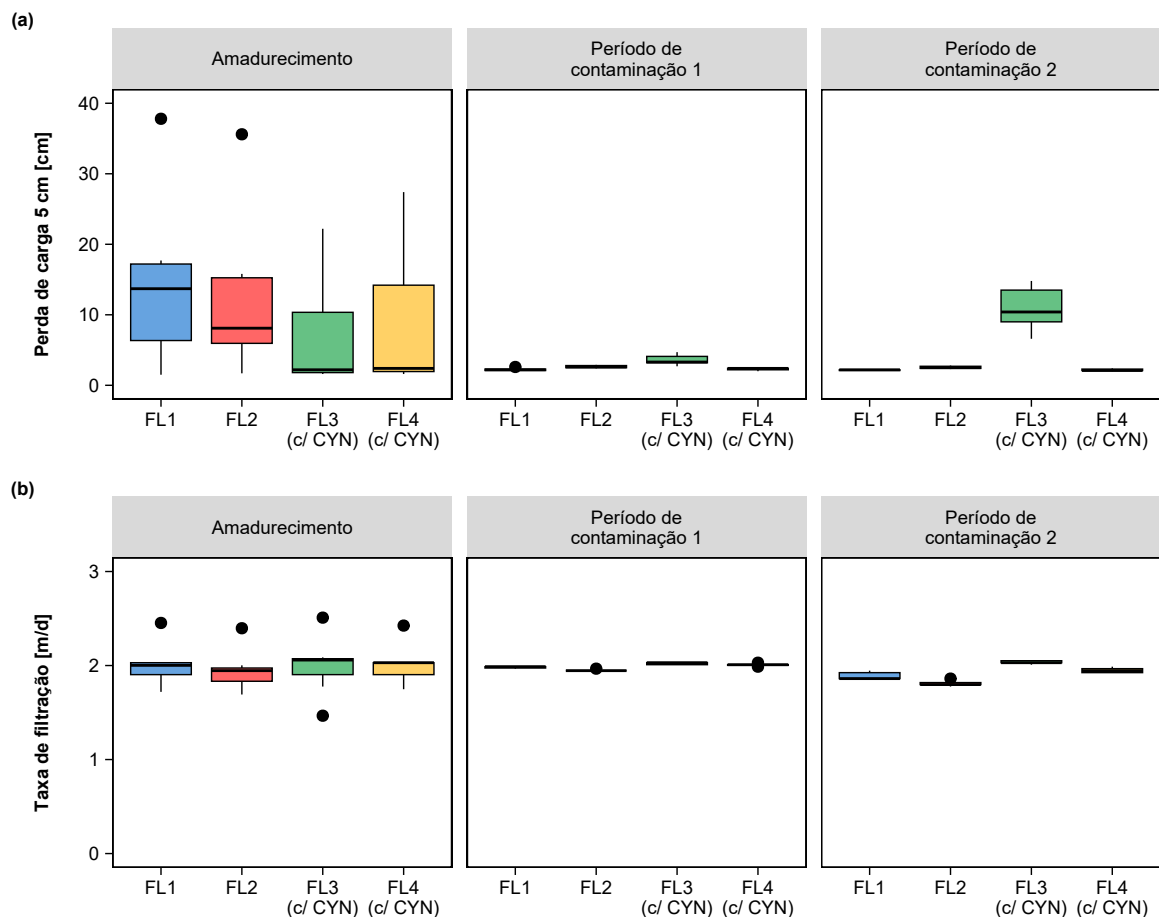 (a)
Amadurecimento
Período de
contaminação 1
Período de
contaminação 2
Perda de carga 5 cm [cm]
40
30
20
10
0
FL1
FL2
FL3
(c/ CYN)
FL4
(c/ CYN)
FL1
FL2
FL3
(c/ CYN)
FL4
(c/ CYN)
FL1
FL2
FL3
(c/ CYN)
FL4
(c/ CYN)
(b)
Amadurecimento
Período de
contaminação 1
Período de
contaminação 2
Taxa de filtração [m/d]
3
2
1
0
FL1
FL2
FL3
(c/ CYN)
FL4
(c/ CYN)
FL1
FL2
FL3
(c/ CYN)
FL4
(c/ CYN)
FL1
FL2
FL3
(c/ CYN)
FL4
(c/ CYN)